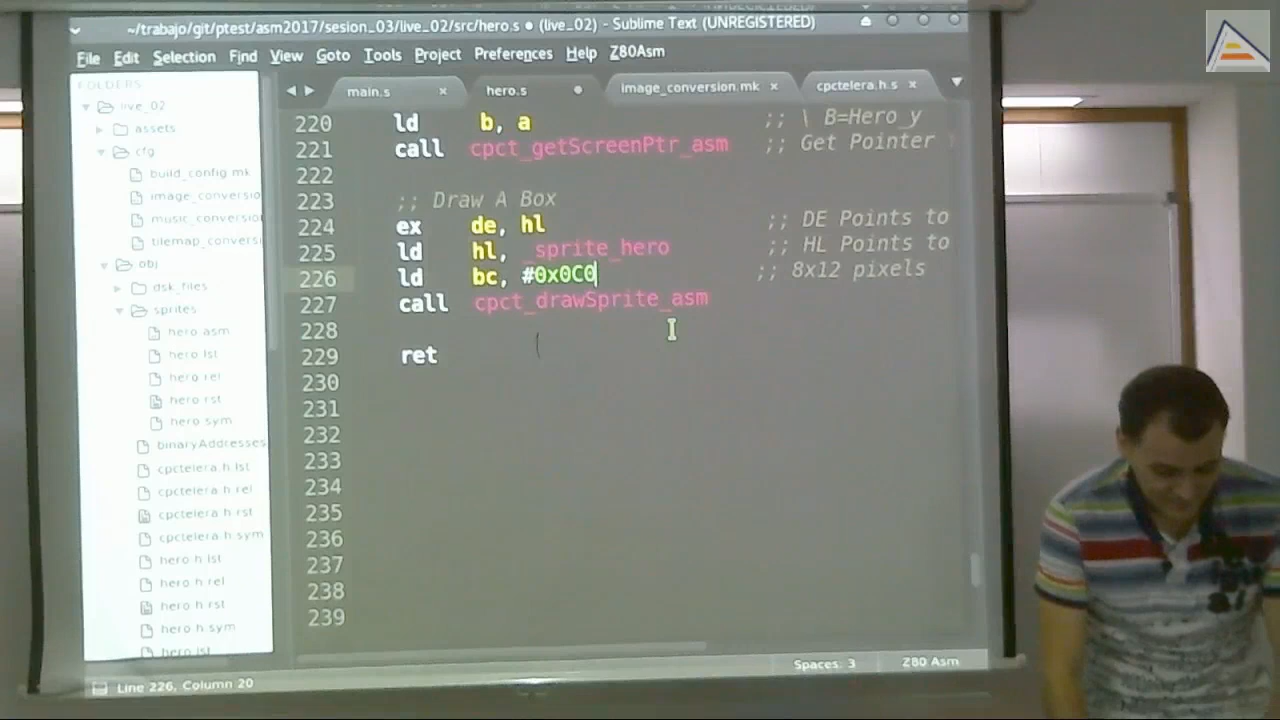 ~/trabajo/git/ptest/asm2017/sesion_03/live_02/src/hero.s • (live_02) - Sublime Text (UNREGISTERED)
File Edit Selection Find View Goto Tools Project Preferences Help Z80Asm
FOLDERS
live_02
assets
cfg
build_config.mk
image_conversio
music_conversio
tilemap_conversi
obj
dsk_files
sprites
hero.asm
hero.lst
hero.rel
hero.rst
hero.sym
binaryAddresses
cpctelera.h.lst
cpctelera.h.rel
cpctelera.h.rst
cpctelera.h.sym
hero.h.lst
hero.h.rel
hero.h.rst
hero.h.sym
hero.lst
main.s × hero.s • image_conversion.mk × cpctelera.h.s ×
220 ld b, a ;; \ B=Hero_y
221 call cpct_getScreenPtr_asm ;; Get Pointer
222
223 ;; Draw A Box
224 ex de, hl ;; DE Points to
225 ld hl, _sprite_hero ;; HL Points to
226 ld bc, #0x0C0 ;; 8x12 pixels
227 call cpct_drawSprite_asm
228
229 ret
230
231
232
233
234
235
236
237
238
239
Line 226, Column 20 Spaces: 3 Z80 Asm